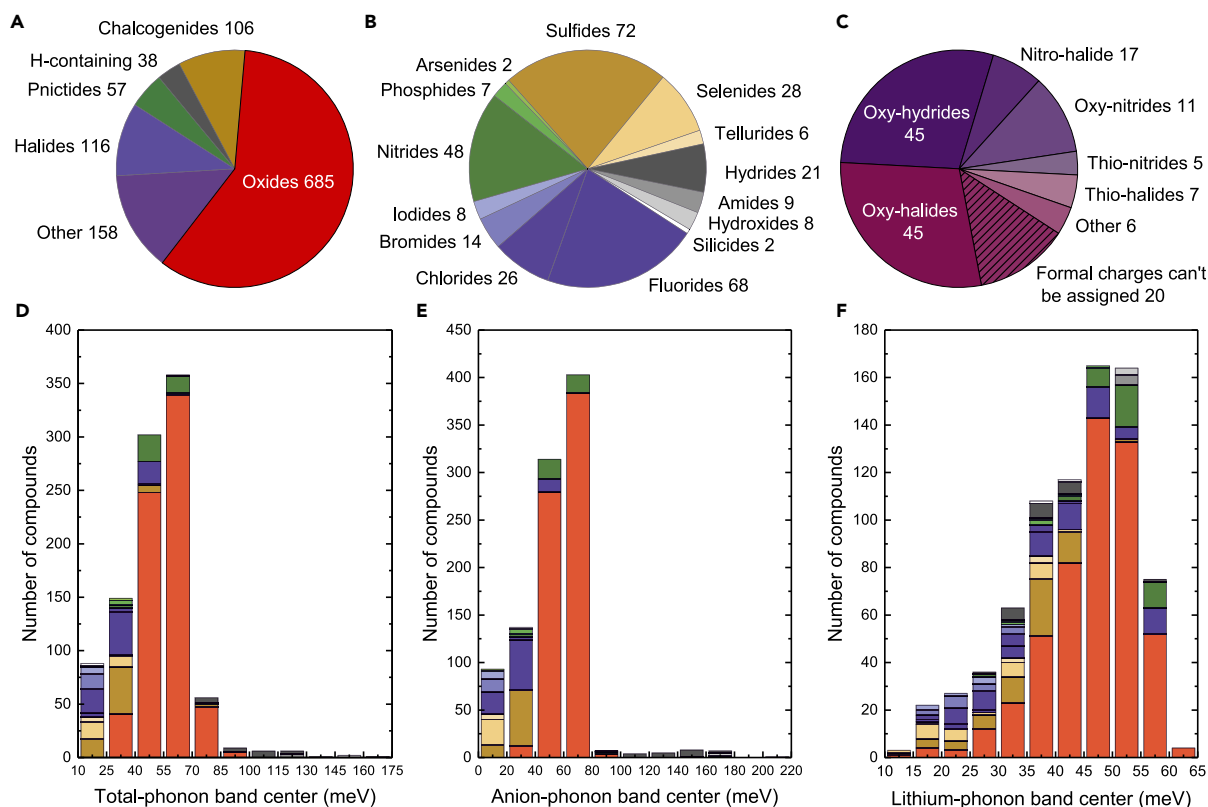 A
Chalcogenides 106
H-containing 38
Pnictides 57
Halides 116
Oxides 685
Other 158
B
Sulfides 72
Arsenides 2
Phosphides 7
Selenides 28
Tellurides 6
Nitrides 48
Hydrides 21
Iodides 8
Amides 9
Bromides 14
Hydroxides 8
Silicides 2
Chlorides 26
Fluorides 68
C
Nitro-halide 17
Oxy-hydrides
45
Oxy-nitrides 11
Thio-nitrides 5
Oxy-halides
45
Thio-halides 7
Other 6
Formal charges can't
be assigned 20
D
400
350
300
250
200
150
100
50
0
10 25 40 55 70 85 100 115 130 145 160 175
Number of compounds
Total-phonon band center (meV)
E
450
400
350
300
250
200
150
100
50
0
0 20 40 60 80 100 120 140 160 180 200 220
Number of compounds
Anion-phonon band center (meV)
F
180
160
140
120
100
80
60
40
20
0
10 15 20 25 30 35 40 45 50 55 60 65
Number of compounds
Lithium-phonon band center (meV)